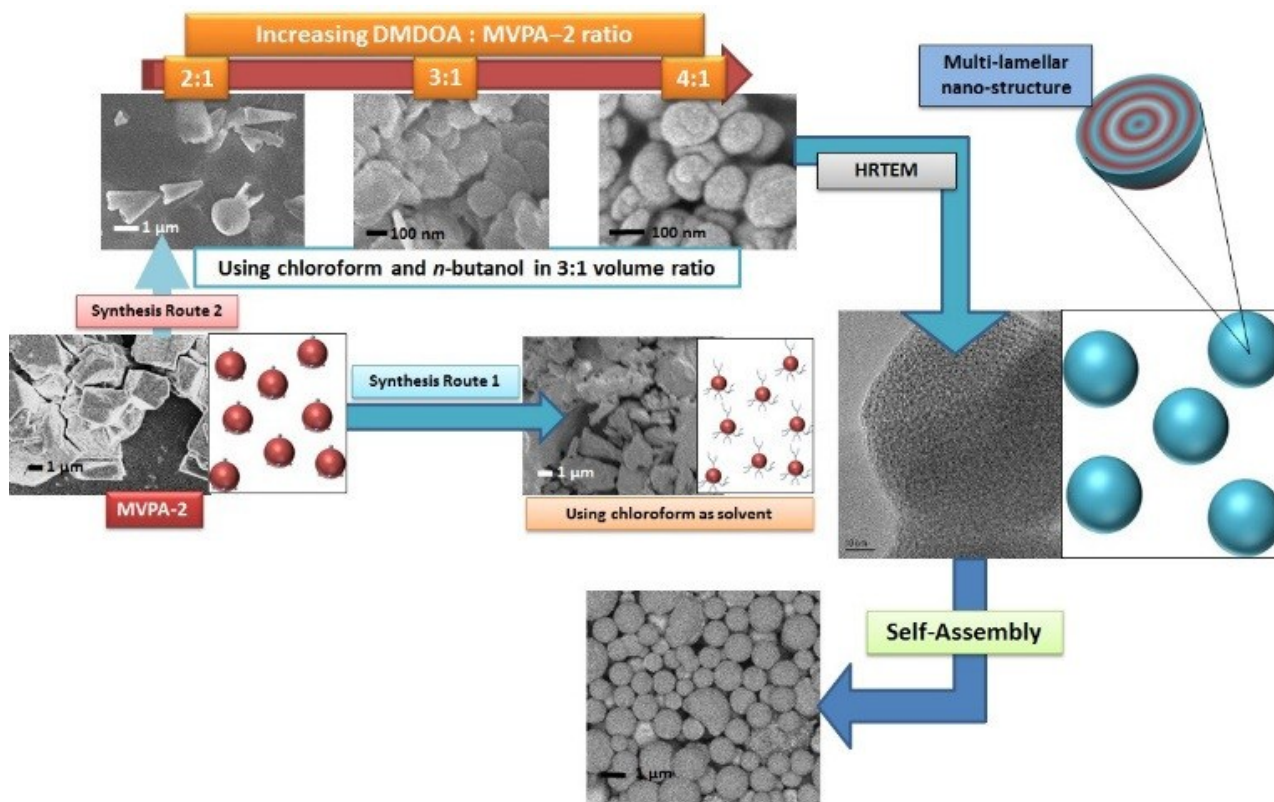 Increasing DMDOA : MVPA–2 ratio
2:1
3:1
4:1
1 µm
100 nm
100 nm
Using chloroform and n-butanol in 3:1 volume ratio
HRTEM
Multi-lamellar
nano-structure
Synthesis Route 2
Synthesis Route 1
1 µm
MVPA-2
1 µm
Using chloroform as solvent
Self-Assembly
1 µm